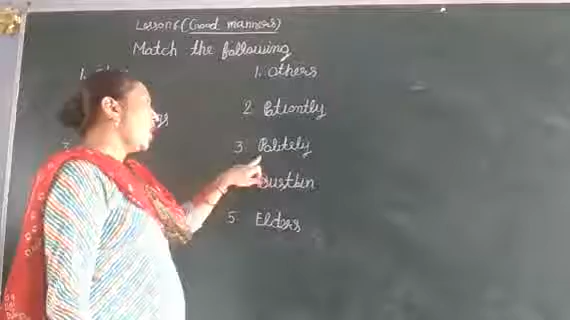 Lesson 6 (Good manners)
Match the following
1. Others
2. Patiently
3. Politely
Dustbin
5. Elders